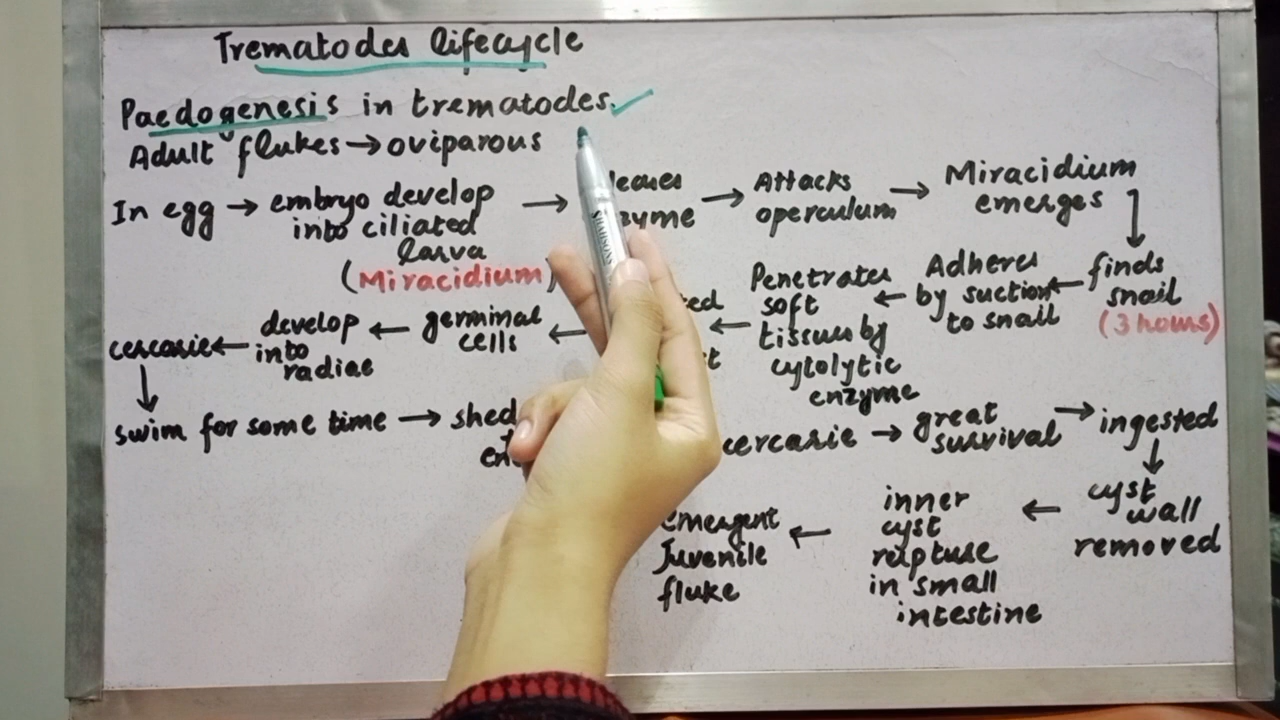 Trematodes lifecycle
Paedogenesis in trematodes.
Adult flukes → oviparous
In egg → embryo develop into ciliated larva (Miracidium) →
→ Attacks operculum → Miracidium emerges
finds snail (3 hours)
← Adheres by suction to snail
← Penetrates soft tissues by cytolytic enzyme
←
← germinal cells
← develop into radiae
cercarie ←
swim for some time → shed
cercarie → great survival → ingested
cyst wall removed
← inner cyst rupture in small intestine
← emergent Juvenile fluke
SNAROONS